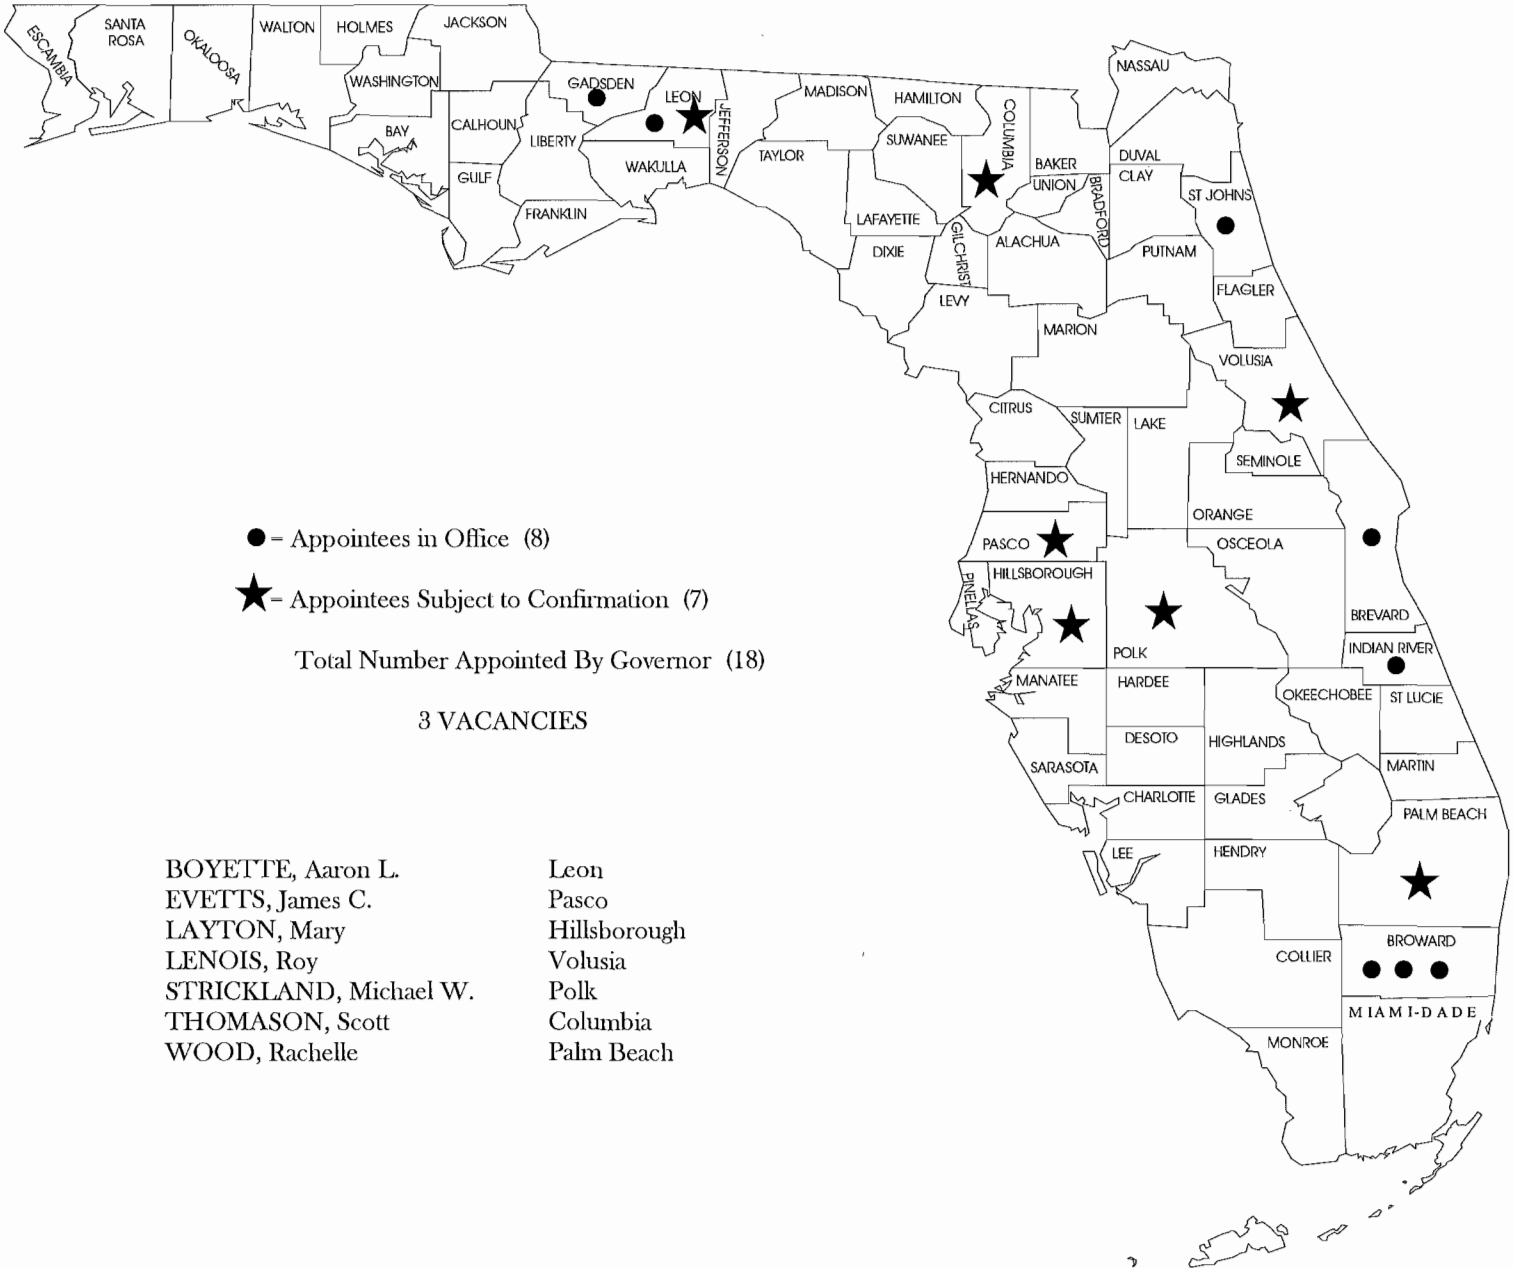 ESCAMBIA
SANTA
ROSA
OKALOOSA
WALTON
HOLMES
JACKSON
WASHINGTON
BAY
CALHOUN
GULF
LIBERTY
GADSDEN
LEON
JEFFERSON
WAKULLA
FRANKLIN
MADISON
TAYLOR
HAMILTON
SUWANEE
LAFAYETTE
DIXIE
COLUMBIA
GILCHRIST
BAKER
UNION
BRADFORD
ALACHUA
LEVY
NASSAU
DUVAL
CLAY
ST JOHNS
PUTNAM
FLAGLER
MARION
VOLUSIA
CITRUS
SUMTER
LAKE
SEMINOLE
HERNANDO
ORANGE
PASCO
OSCEOLA
PINELLAS
HILLSBOROUGH
POLK
BREVARD
INDIAN RIVER
MANATEE
HARDEE
OKEECHOBEE
ST LUCIE
DESOTO
HIGHLANDS
SARASOTA
MARTIN
CHARLOTTE
GLADES
PALM BEACH
LEE
HENDRY
BROWARD
COLLIER
MIAMI-DADE
MONROE
= Appointees in Office (8)
= Appointees Subject to Confirmation (7)
Total Number Appointed By Governor (18)
3 VACANCIES
BOYETTE, Aaron L. Leon
EVETTS, James C. Pasco
LAYTON, Mary Hillsborough
LENOIS, Roy Volusia
STRICKLAND, Michael W. Polk
THOMASON, Scott Columbia
WOOD, Rachelle Palm Beach